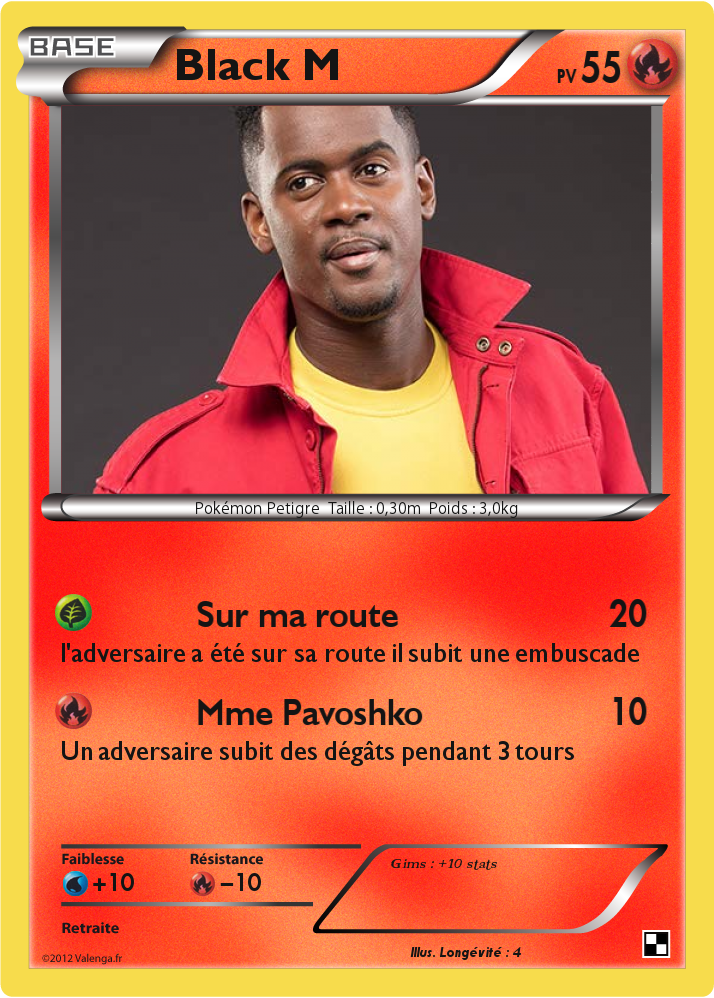 BASE
Black M
PV 55
Pokémon Petigre Taille : 0,30m Poids : 3,0kg
Sur ma route 20
l'adversaire a été sur sa route il subit une embuscade
Mme Pavoshko 10
Un adversaire subit des dégâts pendant 3 tours
Faiblesse Résistance
+10 −10
Gims : +10 stats
Retraite
Illus. Longévité : 4
©2012 Valenga.fr